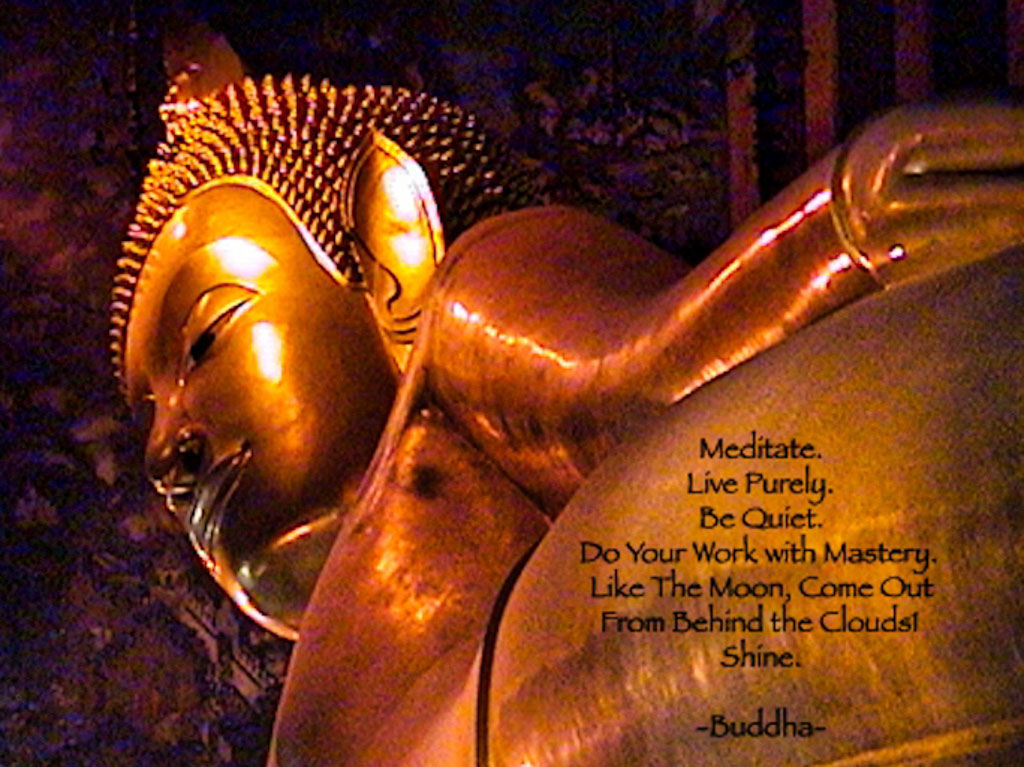 Meditate.
Live Purely.
Be Quiet.
Do Your Work with Mastery.
Like The Moon, Come Out
From Behind the Clouds!
Shine.
-Buddha-